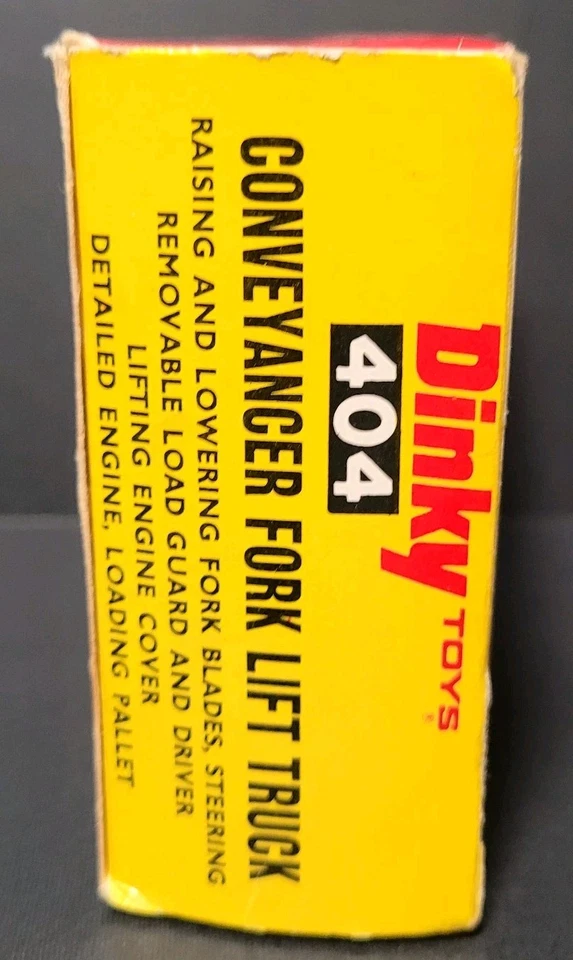 Dinky TOYS
404
CONVEYANCER FORK LIFT TRUCK
RAISING AND LOWERING FORK BLADES, STEERING
REMOVABLE LOAD GUARD AND DRIVER
LIFTING ENGINE COVER
DETAILED ENGINE, LOADING PALLET